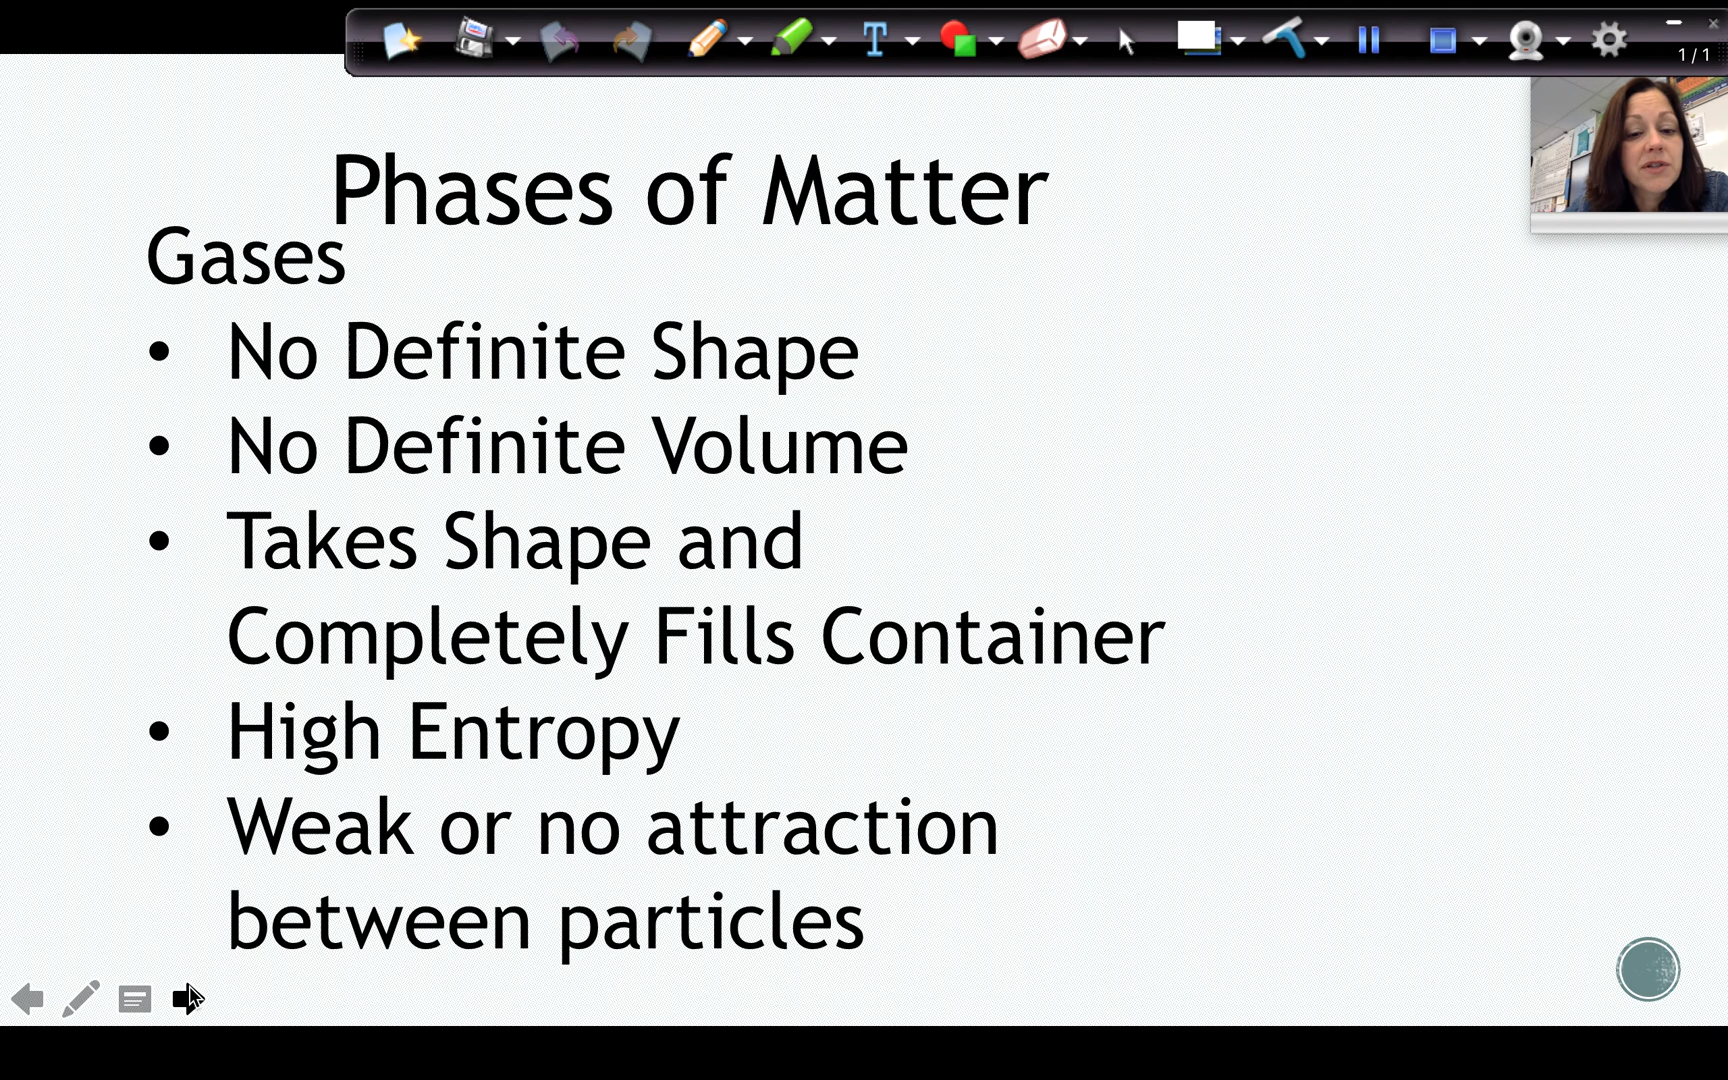 1 / 1
Phases of Matter
Gases
• No Definite Shape
• No Definite Volume
• Takes Shape and
Completely Fills Container
• High Entropy
• Weak or no attraction
between particles